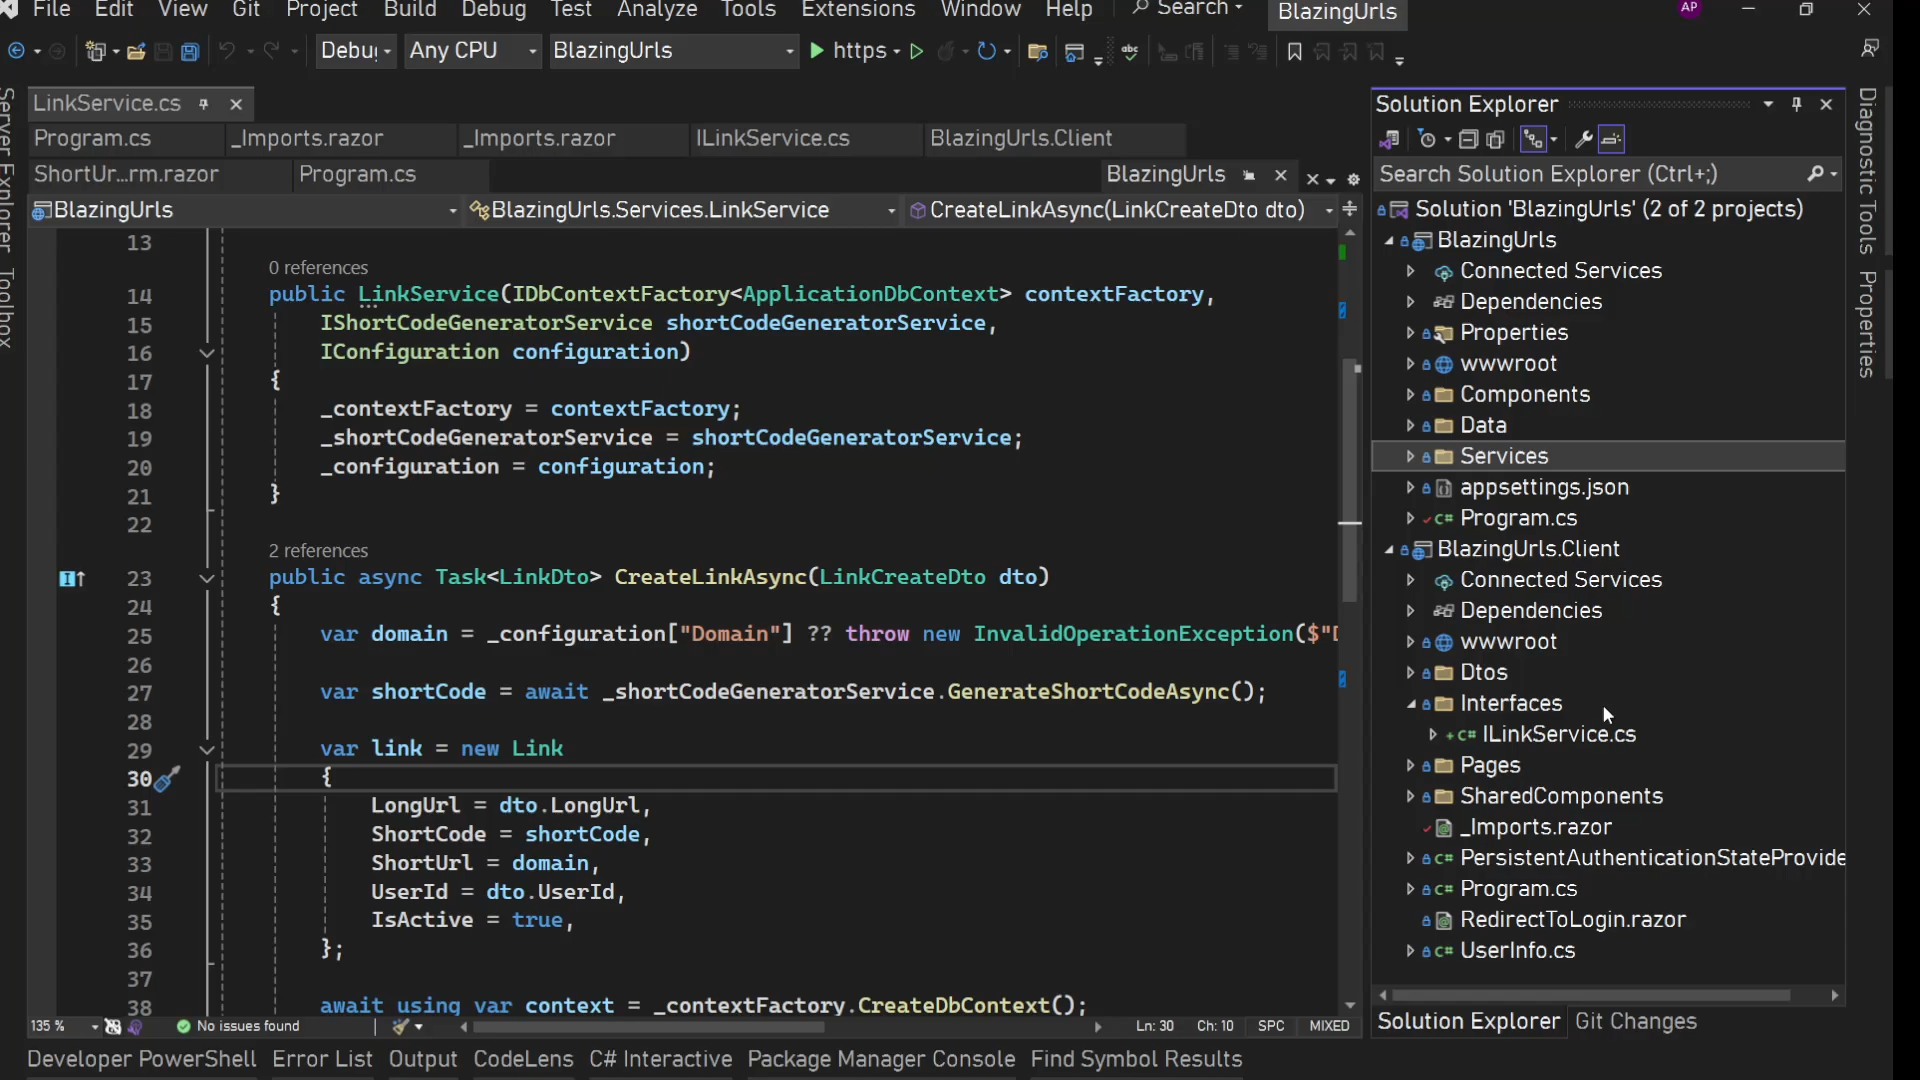 File Edit View Git Project Build Debug Test Analyze Tools Extensions Window Help Search BlazingUrls AP
Debug Any CPU BlazingUrls https
Server Explorer
Toolbox
LinkService.cs
Program.cs _Imports.razor _Imports.razor ILinkService.cs BlazingUrls.Client
ShortUr...rm.razor Program.cs BlazingUrls
BlazingUrls BlazingUrls.Services.LinkService CreateLinkAsync(LinkCreateDto dto)
13
0 references
14 public LinkService(IDbContextFactory<ApplicationDbContext> contextFactory,
15 IShortCodeGeneratorService shortCodeGeneratorService,
16 IConfiguration configuration)
17 {
18 _contextFactory = contextFactory;
19 _shortCodeGeneratorService = shortCodeGeneratorService;
20 _configuration = configuration;
21 }
22
2 references
23 public async Task<LinkDto> CreateLinkAsync(LinkCreateDto dto)
24 {
25 var domain = _configuration["Domain"] ?? throw new InvalidOperationException($"D
26
27 var shortCode = await _shortCodeGeneratorService.GenerateShortCodeAsync();
28
29 var link = new Link
30 {
31 LongUrl = dto.LongUrl,
32 ShortCode = shortCode,
33 ShortUrl = domain,
34 UserId = dto.UserId,
35 IsActive = true,
36 };
37
38 await using var context = _contextFactory.CreateDbContext();
135 % No issues found Ln: 30 Ch: 10 SPC MIXED
Developer PowerShell Error List Output CodeLens C# Interactive Package Manager Console Find Symbol Results
Solution Explorer
Search Solution Explorer (Ctrl+;)
Solution 'BlazingUrls' (2 of 2 projects)
BlazingUrls
Connected Services
Dependencies
Properties
wwwroot
Components
Data
Services
appsettings.json
C# Program.cs
BlazingUrls.Client
Connected Services
Dependencies
wwwroot
Dtos
Interfaces
C# ILinkService.cs
Pages
SharedComponents
_Imports.razor
C# PersistentAuthenticationStateProvide
C# Program.cs
RedirectToLogin.razor
C# UserInfo.cs
Solution Explorer Git Changes
Diagnostic Tools
Properties